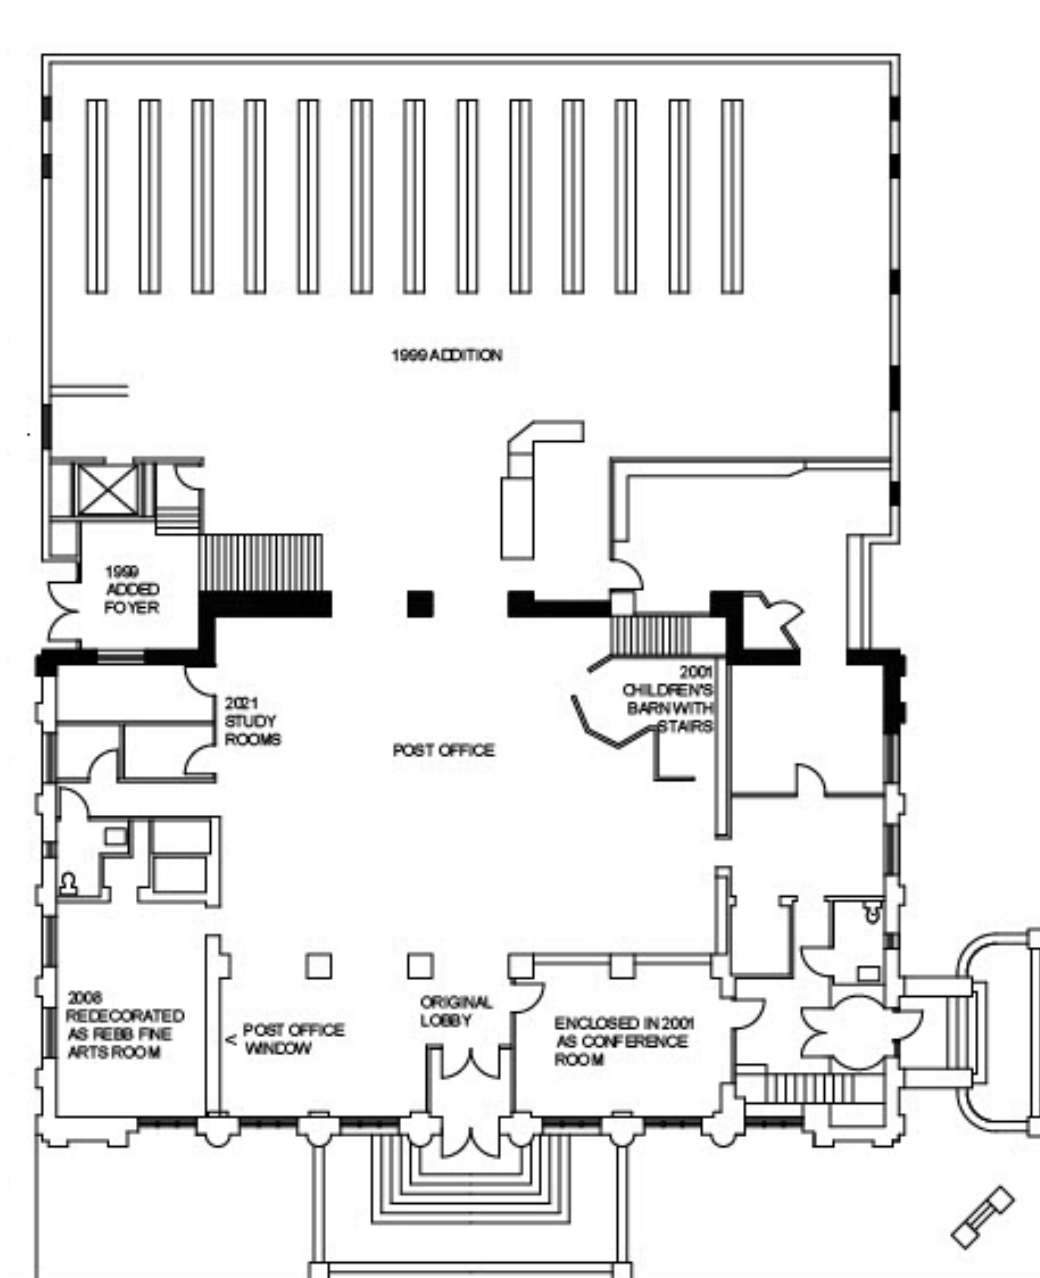 1999 ADDITION
1999
ADDED
FOYER
2021
STUDY
ROOMS
POST OFFICE
2001
CHILDREN'S
BARN WITH
STAIRS
2008
REDECORATED
AS REBB FINE
ARTS ROOM
< POST OFFICE
WINDOW
ORIGINAL
LOBBY
ENCLOSED IN 2001
AS CONFERENCE
ROOM